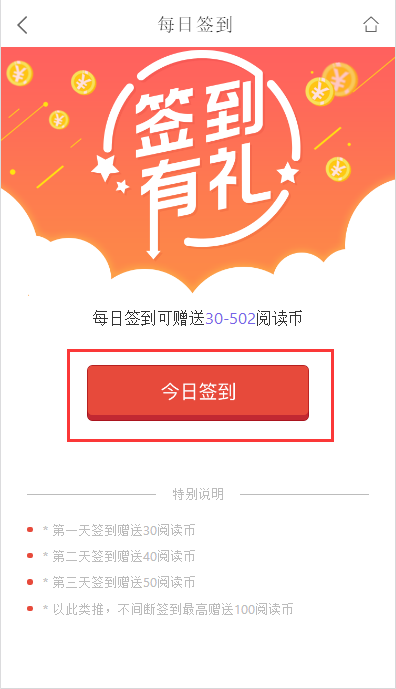 每日签到
签到
有礼
每日签到可赠送30-502阅读币
今日签到
特别说明
* 第一天签到赠送30阅读币
* 第二天签到赠送40阅读币
* 第三天签到赠送50阅读币
* 以此类推，不间断签到最高赠送100阅读币